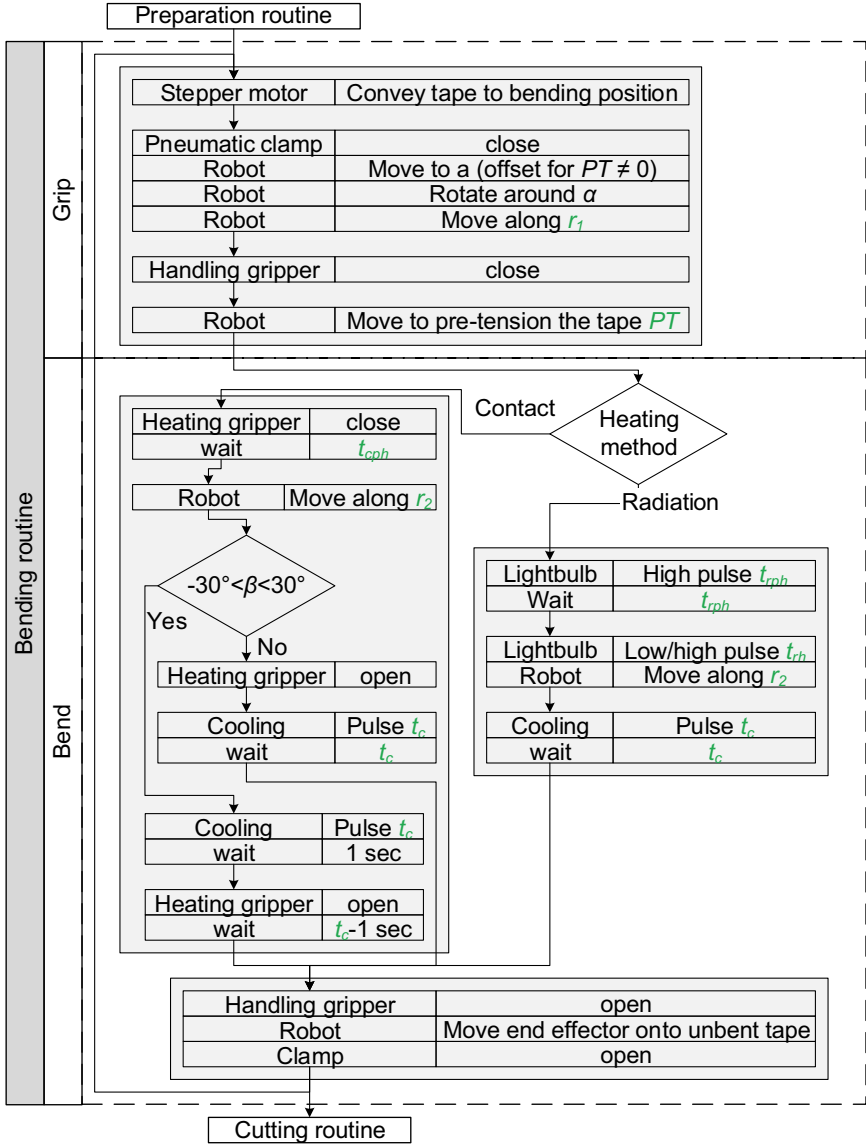 Preparation routine
Bending routine
Grip
Stepper motor Convey tape to bending position
Pneumatic clamp close
Robot Move to a (offset for PT ≠ 0)
Robot Rotate around α
Robot Move along r1
Handling gripper close
Robot Move to pre-tension the tape PT
Bend
Heating method
Contact
Radiation
Heating gripper close
wait tcph
Robot Move along r2
-30°<β<30°
Yes
No
Heating gripper open
Cooling Pulse tc
wait tc
Cooling Pulse tc
wait 1 sec
Heating gripper open
wait tc-1 sec
Lightbulb High pulse trph
Wait trph
Lightbulb Low/high pulse trh
Robot Move along r2
Cooling Pulse tc
wait tc
Handling gripper open
Robot Move end effector onto unbent tape
Clamp open
Cutting routine